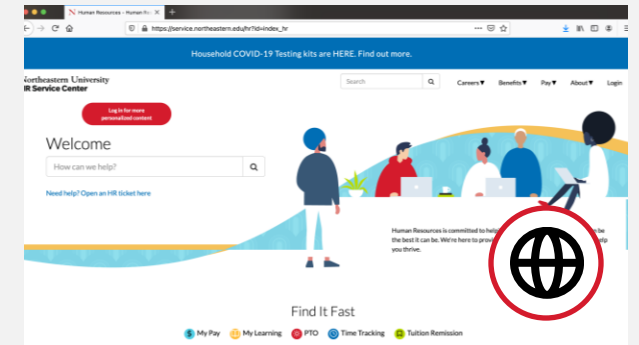 Human Resources - Human Re
https://service.northeastern.edu/hr?id=index_hr
Household COVID-19 Testing kits are HERE. Find out more.
Northeastern University
HR Service Center
Search
Careers▼ Benefits▼ Pay▼ About▼ Login
Log in for more
personalized content
Welcome
How can we help?
Need help? Open an HR ticket here
Human Resources is committed to
the best it can be. We're here to
you thrive.
Find It Fast
My Pay My Learning PTO Time Tracking Tuition Remission